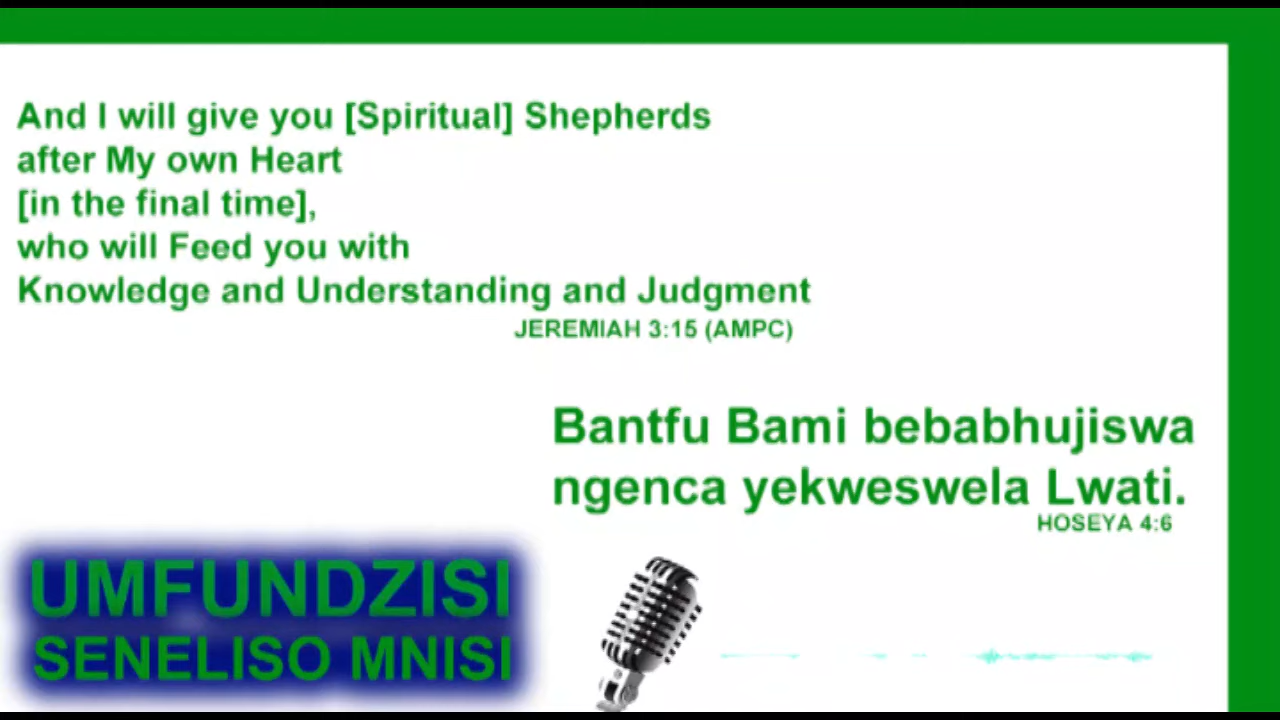 And I will give you [Spiritual] Shepherds
after My own Heart
[in the final time],
who will Feed you with
Knowledge and Understanding and Judgment
JEREMIAH 3:15 (AMPC)
Bantfu Bami bebabhujiswa
ngenca yekweswela Lwati.
HOSEYA 4:6
UMFUNDZISI
SENELISO MNISI